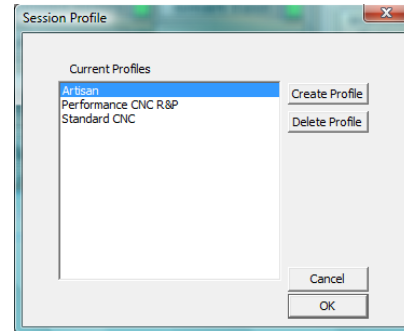 Session Profile
Current Profiles
Artisan
Performance CNC R&P
Standard CNC
Create Profile
Delete Profile
Cancel
OK